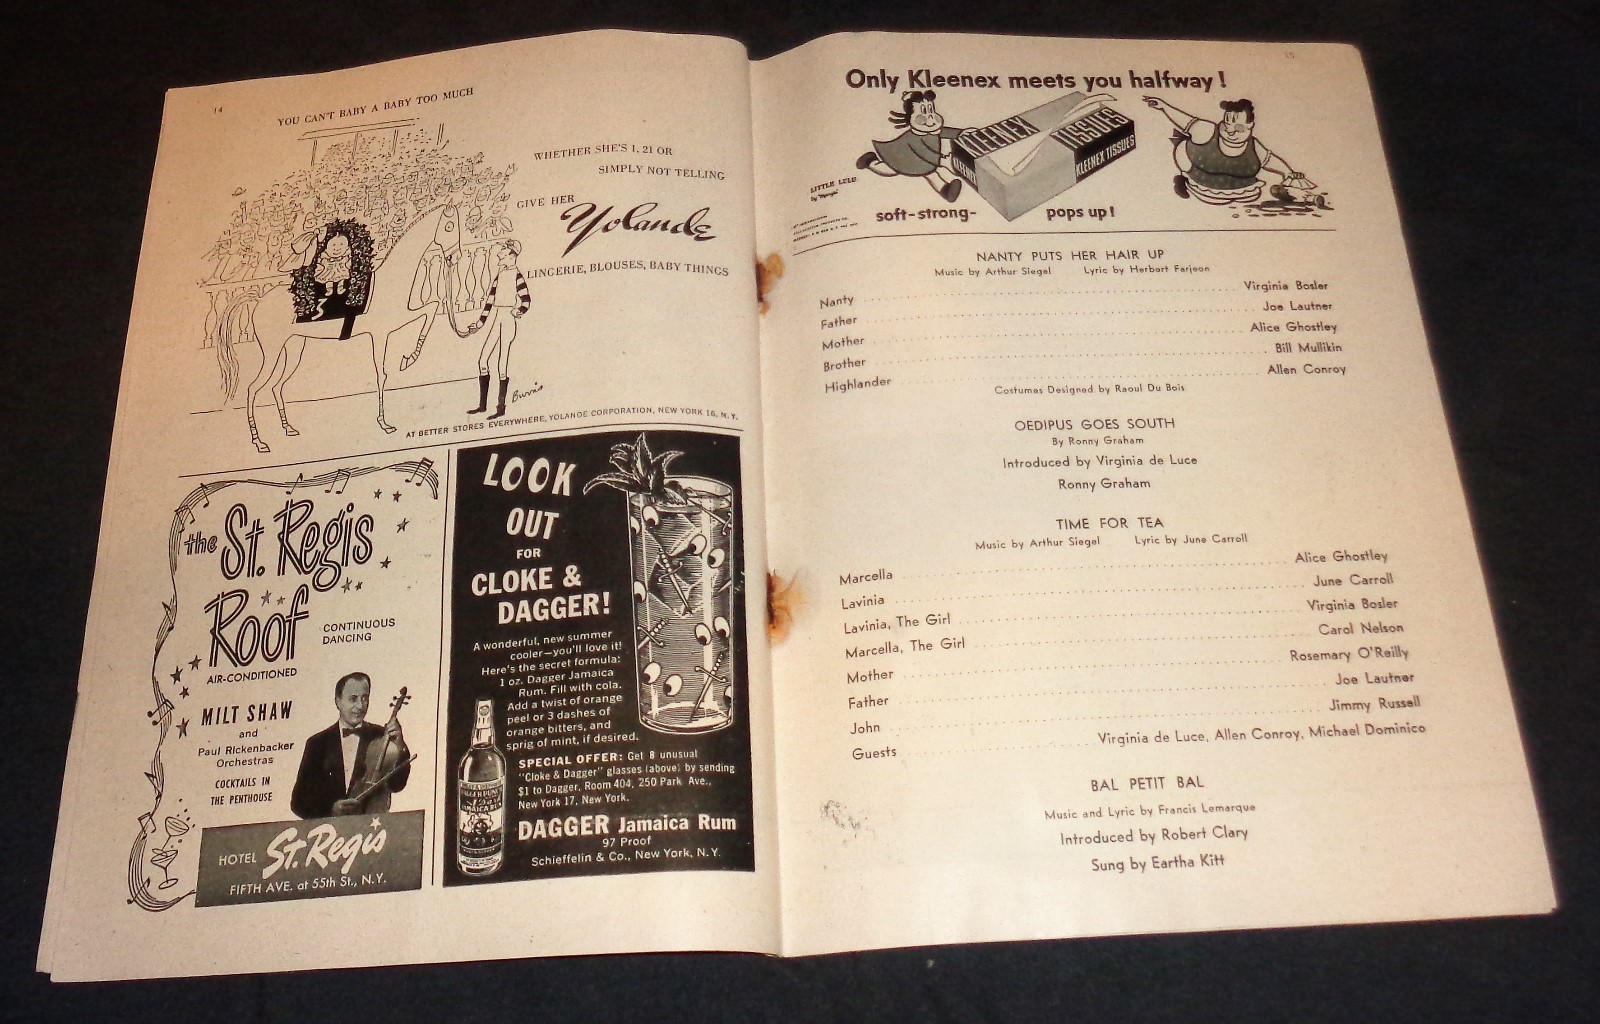 14
YOU CAN'T BABY A BABY TOO MUCH
WHETHER SHE'S 1, 21 OR
SIMPLY NOT TELLING
GIVE HER
Yolande
LINGERIE, BLOUSES, BABY THINGS
Burris
AT BETTER STORES EVERYWHERE, YOLANDE CORPORATION, NEW YORK 16, N.Y.
the St. Regis
Roof
CONTINUOUS
DANCING
AIR-CONDITIONED
MILT SHAW
and
Paul Rickenbacker
Orchestras
COCKTAILS IN
THE PENTHOUSE
HOTEL St. Regis
FIFTH AVE. at 55th St., N.Y.
LOOK
OUT
FOR
CLOKE &
DAGGER!
A wonderful, new summer
cooler—you'll love it!
Here's the secret formula:
1 oz. Dagger Jamaica
Rum. Fill with cola.
Add a twist of orange
peel or 3 dashes of
orange bitters, and
sprig of mint, if desired.
SPECIAL OFFER: Get 8 unusual
"Cloke & Dagger" glasses (above) by sending
$1 to Dagger, Room 404, 250 Park Ave.,
New York 17, New York.
JAMAICA RUM
DAGGER Jamaica Rum
97 Proof
Schieffelin & Co., New York, N.Y.
15
Only Kleenex meets you halfway!
KLEENEX TISSUES
KLEENEX
KLEENEX TISSUES
LITTLE LULU
by "Marge"
soft-strong-
pops up!
NANTY PUTS HER HAIR UP
Music by Arthur Siegel Lyric by Herbert Farjeon
Nanty Virginia Bosler
Father Joe Lautner
Mother Alice Ghostley
Brother Bill Mullikin
Highlander Allen Conroy
Costumes Designed by Raoul Du Bois
OEDIPUS GOES SOUTH
By Ronny Graham
Introduced by Virginia de Luce
Ronny Graham
TIME FOR TEA
Music by Arthur Siegel Lyric by June Carroll
Marcella Alice Ghostley
Lavinia June Carroll
Lavinia, The Girl Virginia Bosler
Marcella, The Girl Carol Nelson
Mother Rosemary O'Reilly
Father Joe Lautner
John Jimmy Russell
Guests Virginia de Luce, Allen Conroy, Michael Dominico
BAL PETIT BAL
Music and Lyric by Francis Lemarque
Introduced by Robert Clary
Sung by Eartha Kitt